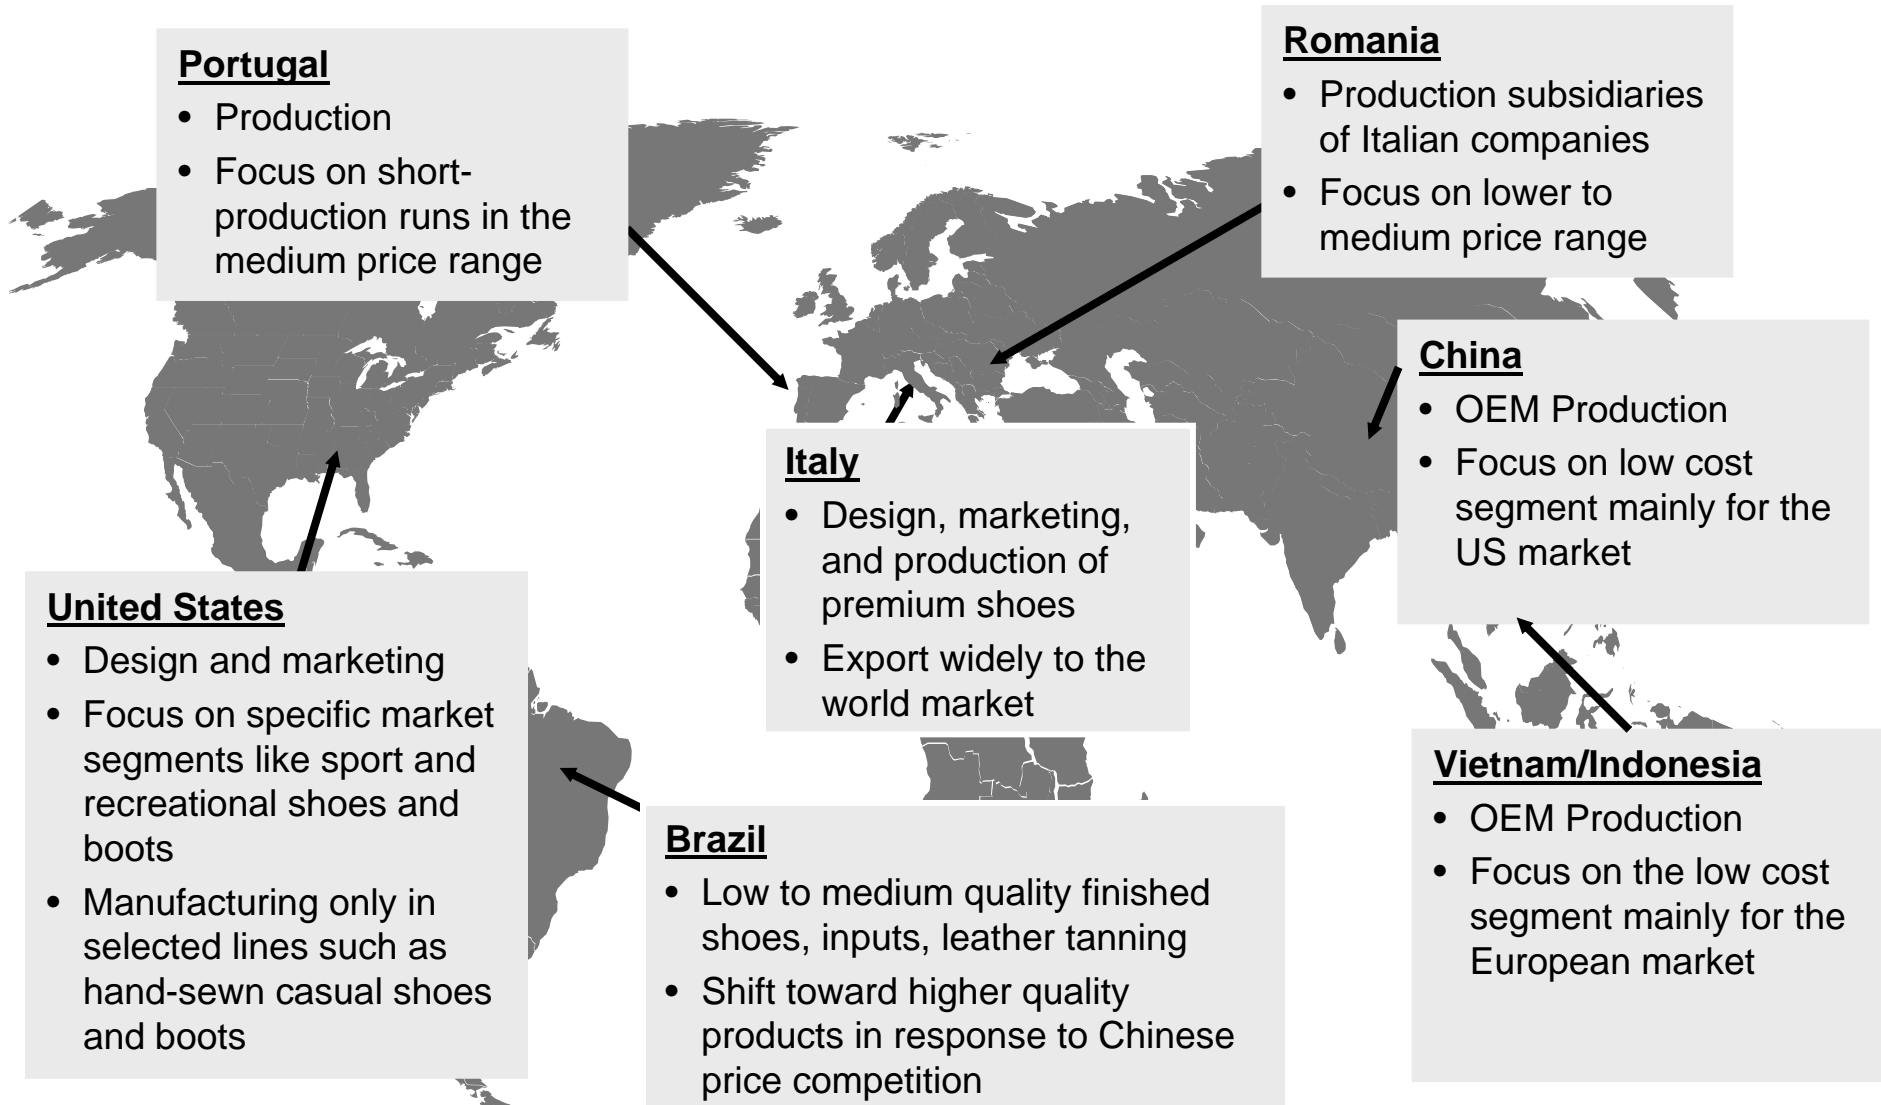 Portugal
• Production
• Focus on short-
production runs in the
medium price range
Romania
• Production subsidiaries
of Italian companies
• Focus on lower to
medium price range
China
• OEM Production
• Focus on low cost
segment mainly for the
US market
Italy
• Design, marketing,
and production of
premium shoes
• Export widely to the
world market
United States
• Design and marketing
• Focus on specific market
segments like sport and
recreational shoes and
boots
• Manufacturing only in
selected lines such as
hand-sewn casual shoes
and boots
Brazil
• Low to medium quality finished
shoes, inputs, leather tanning
• Shift toward higher quality
products in response to Chinese
price competition
Vietnam/Indonesia
• OEM Production
• Focus on the low cost
segment mainly for the
European market